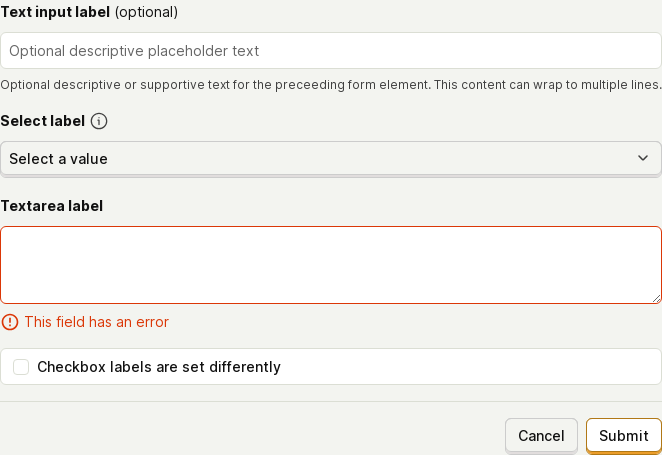 Text input label (optional)
Optional descriptive placeholder text
Optional descriptive or supportive text for the preceeding form element. This content can wrap to multiple lines.
Select label
Select a value
Textarea label
This field has an error
Checkbox labels are set differently
Cancel Submit